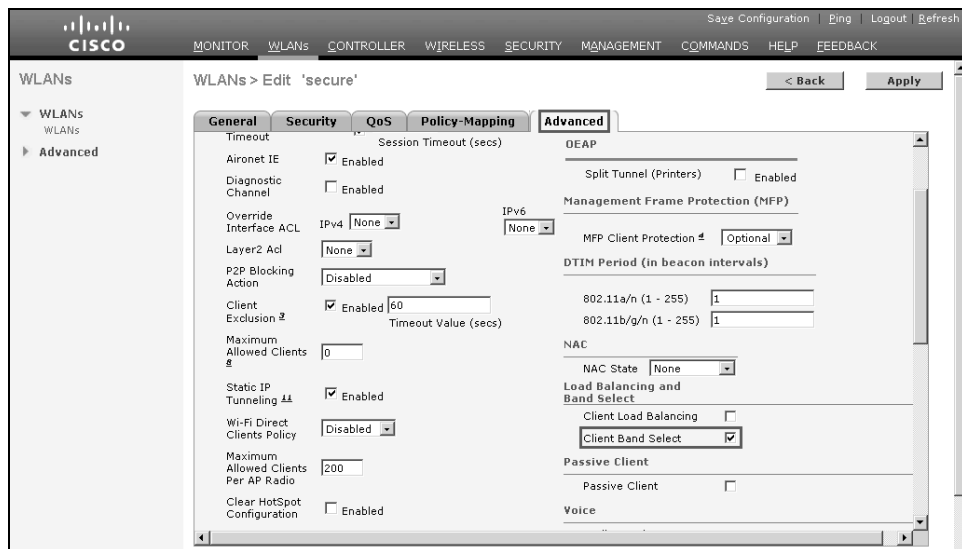 Save Configuration | Ping | Logout | Refresh
CISCO
MONITOR WLANs CONTROLLER WIRELESS SECURITY MANAGEMENT COMMANDS HELP FEEDBACK
WLANs
WLANs
WLANs
Advanced
WLANs > Edit 'secure'
< Back
Apply
General Security QoS Policy-Mapping Advanced
Timeout
Session Timeout (secs)
Aironet IE Enabled
Diagnostic
Channel
Enabled
Override
Interface ACL
IPv4 None
IPv6
None
Layer2 Acl None
P2P Blocking
Action
Disabled
Client
Exclusion 3
Enabled 60
Timeout Value (secs)
Maximum
Allowed Clients
8
0
Static IP
Tunneling 11
Enabled
Wi-Fi Direct
Clients Policy
Disabled
Maximum
Allowed Clients
Per AP Radio
200
Clear HotSpot
Configuration
Enabled
OEAP
Split Tunnel (Printers) Enabled
Management Frame Protection (MFP)
MFP Client Protection 4 Optional
DTIM Period (in beacon intervals)
802.11a/n (1 - 255) 1
802.11b/g/n (1 - 255) 1
NAC
NAC State None
Load Balancing and
Band Select
Client Load Balancing
Client Band Select
Passive Client
Passive Client
Voice